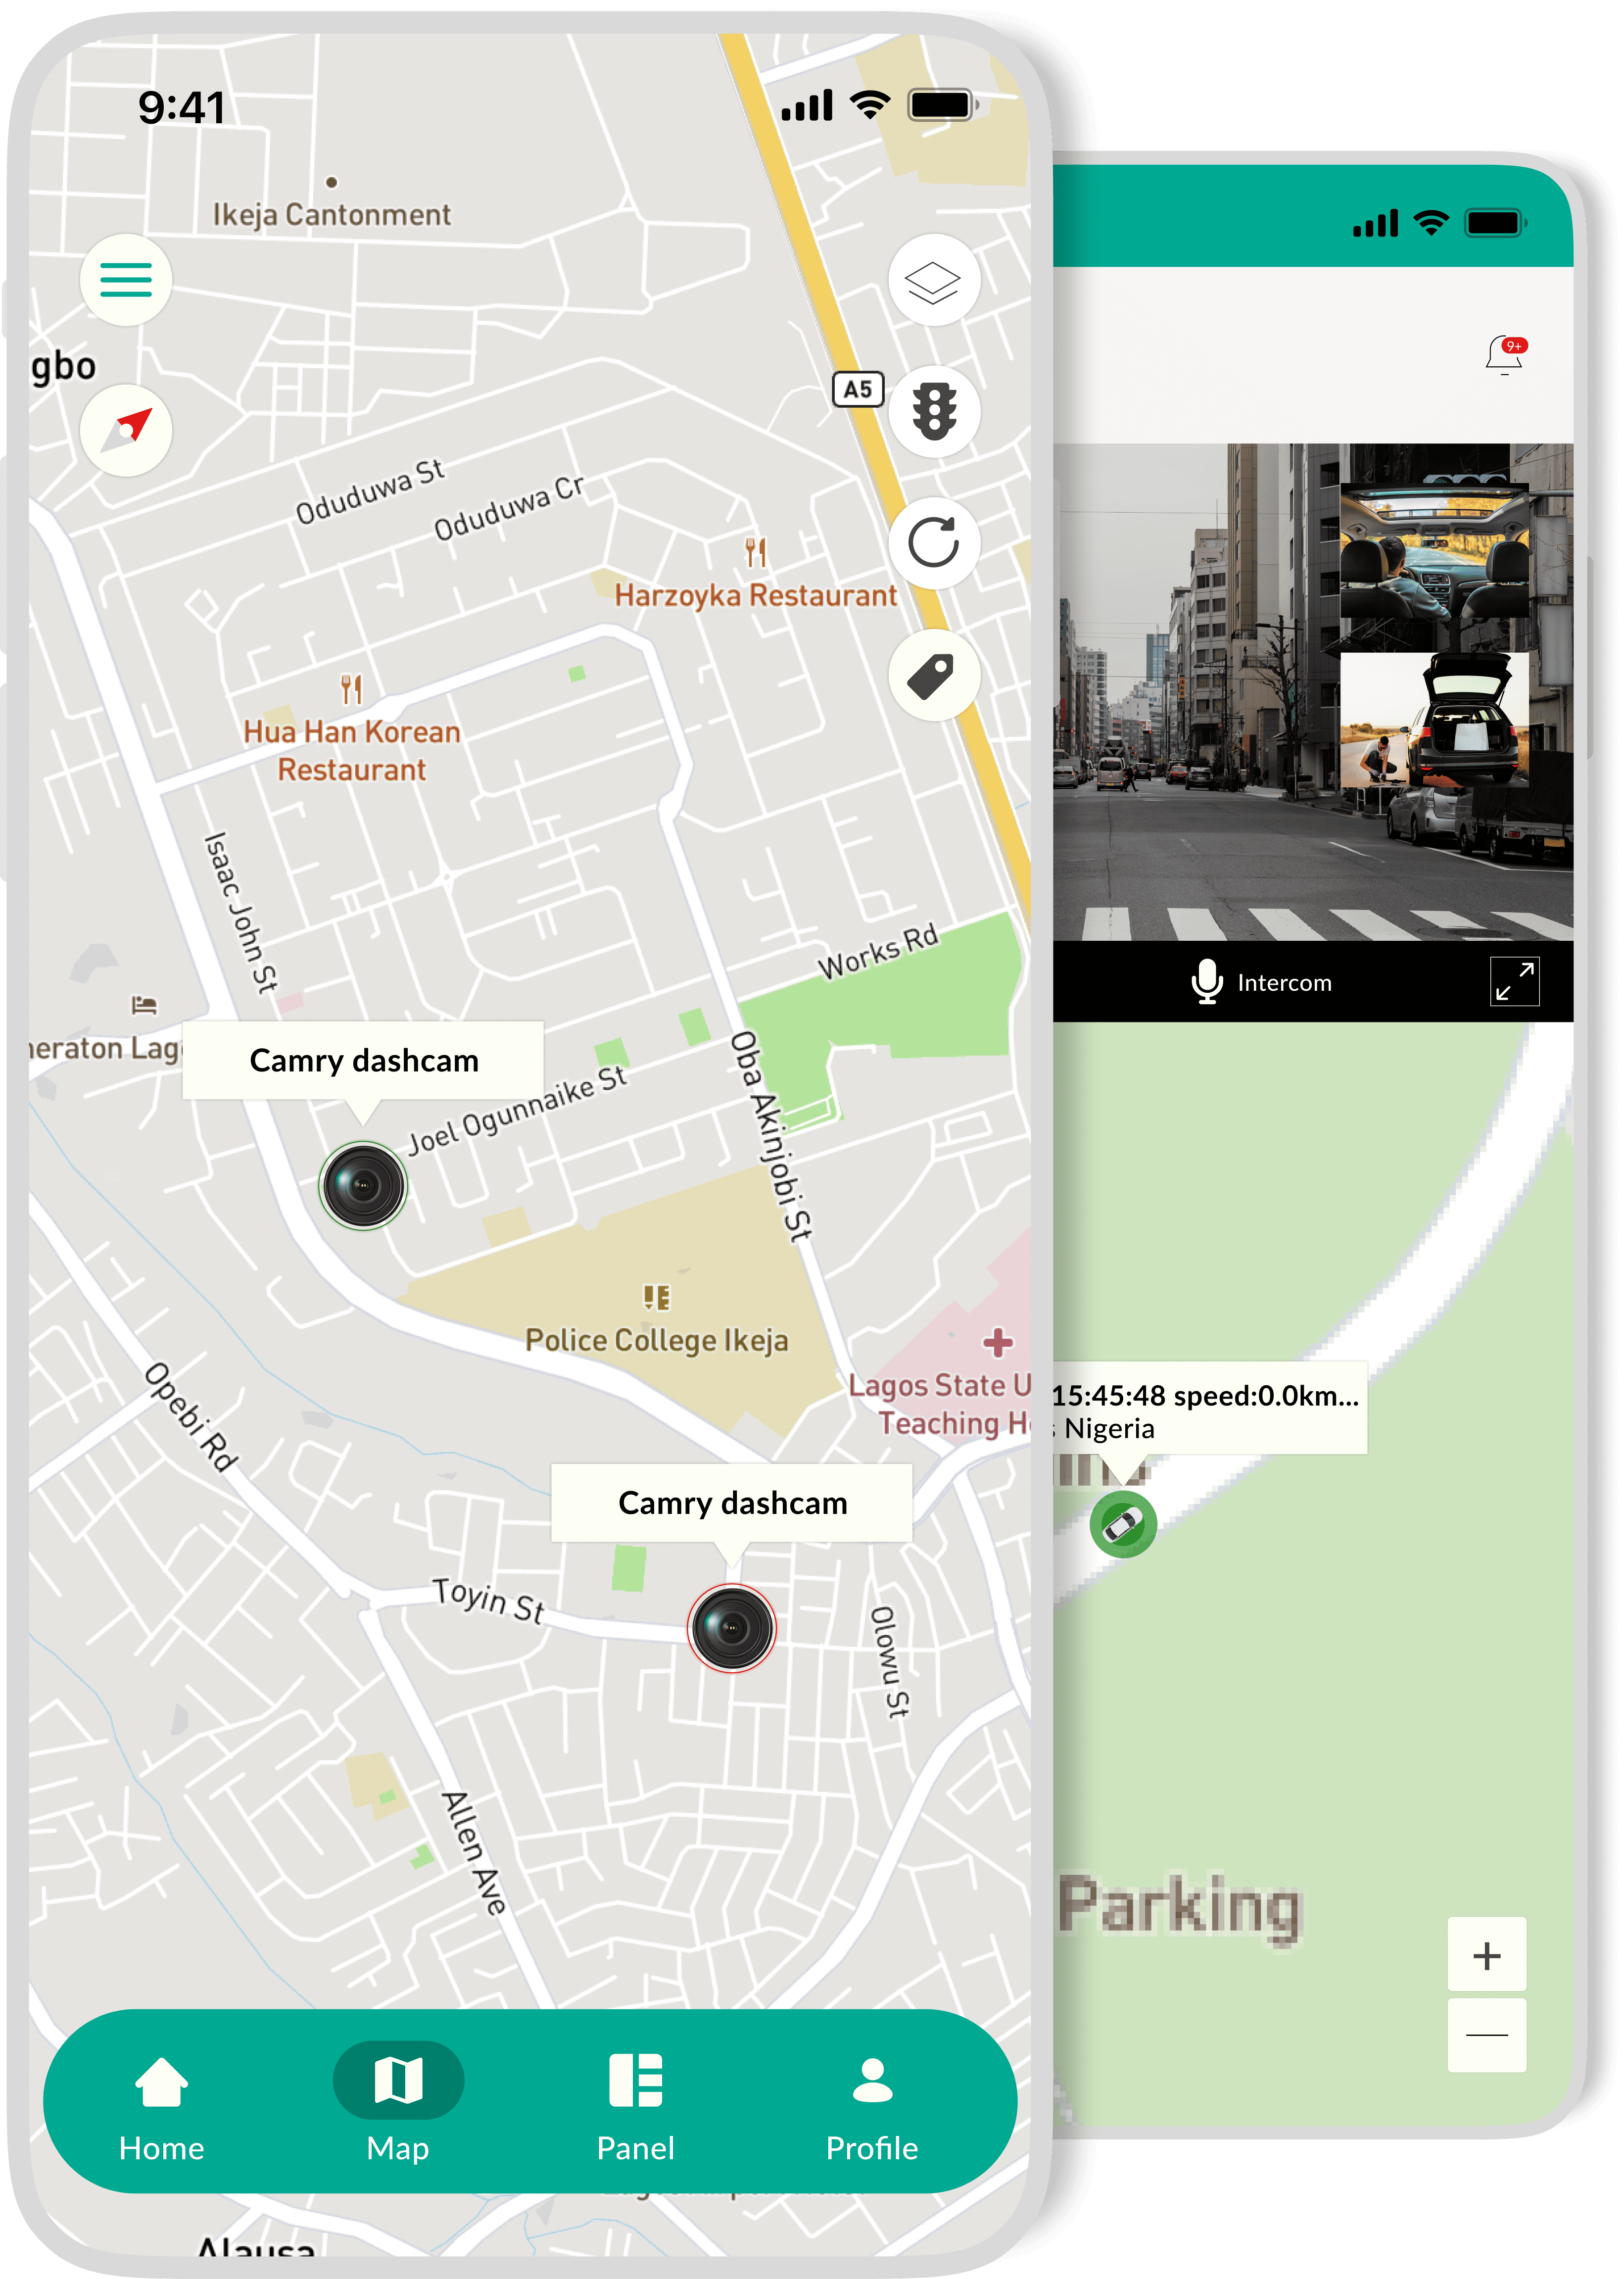 9:41
Ikeja Cantonment
gbo
A5
9+
Oduduwa St
Oduduwa Cr
Harzoyka Restaurant
Hua Han Korean
Restaurant
Isaac John St
Works Rd
Intercom
Camry dashcam
Joel Ogunnaike St
Oba Akinjobi St
Police College Ikeja
Lagos State U
Teaching H
15:45:48 speed:0.0km...
Nigeria
Opebi Rd
Camry dashcam
Toyin St
Olowu St
Allen Ave
Parking
Home
Map
Panel
Profile
Alausa